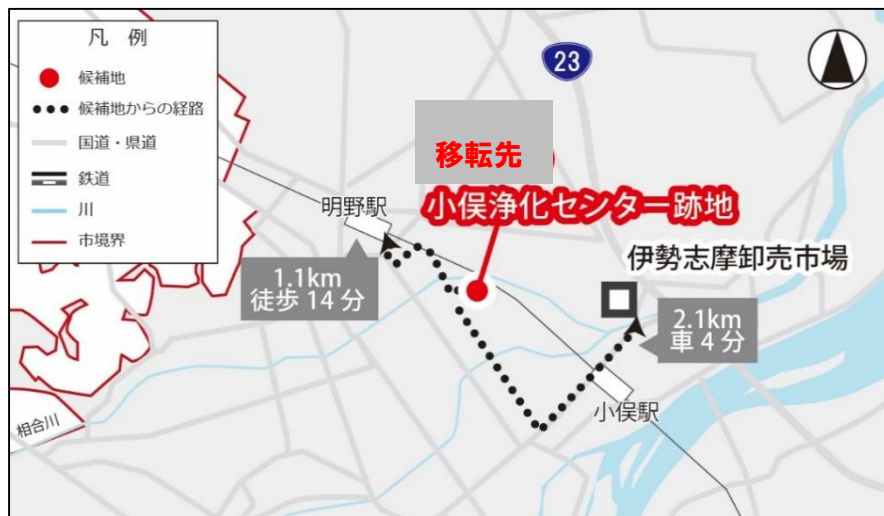 凡 例
候補地
候補地からの経路
国道・県道
鉄道
川
市境界
23
移転先
小俣浄化センター跡地
明野駅
伊勢志摩卸売市場
1.1km
徒歩 14 分
2.1km
車 4 分
小俣駅
相合川